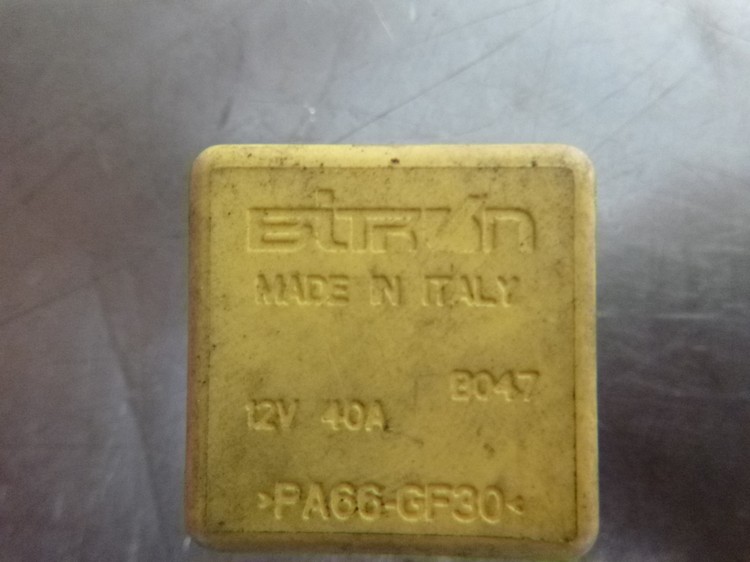 BiTRON
MADE IN ITALY
B047
12V 40A
>PA66-GF30<